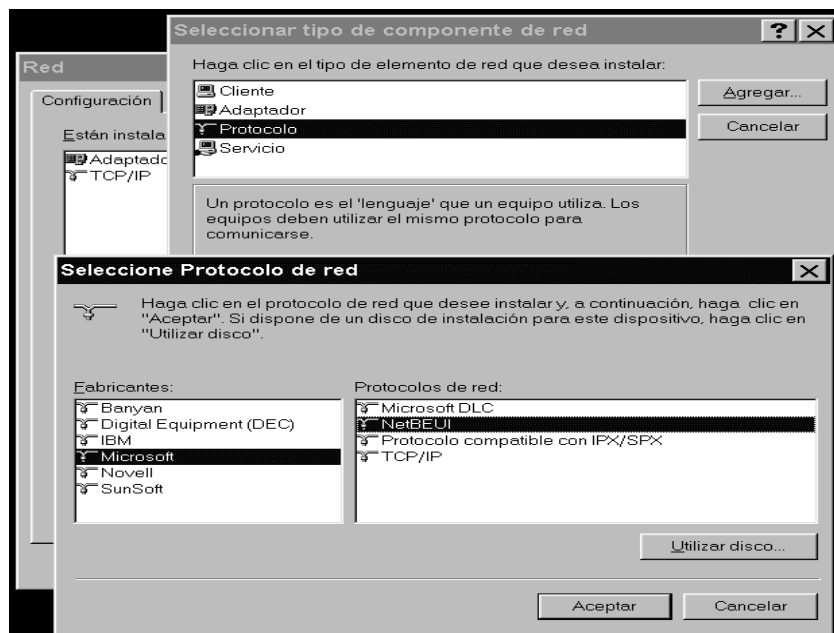 Seleccionar tipo de componente de red
Red
Haga clic en el tipo de elemento de red que desea instalar:
Configuración
Cliente
Adaptador
Protocolo
Servicio
Agregar...
Cancelar
Están instala
Adaptado
TCP/IP
Un protocolo es el 'lenguaje' que un equipo utiliza. Los
equipos deben utilizar el mismo protocolo para
comunicarse.
Seleccione Protocolo de red
Haga clic en el protocolo de red que desee instalar y, a continuación, haga clic en
"Aceptar". Si dispone de un disco de instalación para este dispositivo, haga clic en
"Utilizar disco".
Fabricantes:
Banyan
Digital Equipment (DEC)
IBM
Microsoft
Novell
SunSoft
Protocolos de red:
Microsoft DLC
NetBEUI
Protocolo compatible con IPX/SPX
TCP/IP
Utilizar disco...
Aceptar
Cancelar